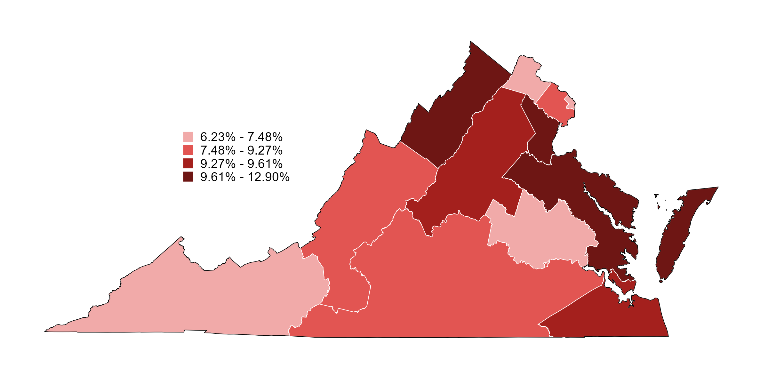 6.23% - 7.48%
7.48% - 9.27%
9.27% - 9.61%
9.61% - 12.90%